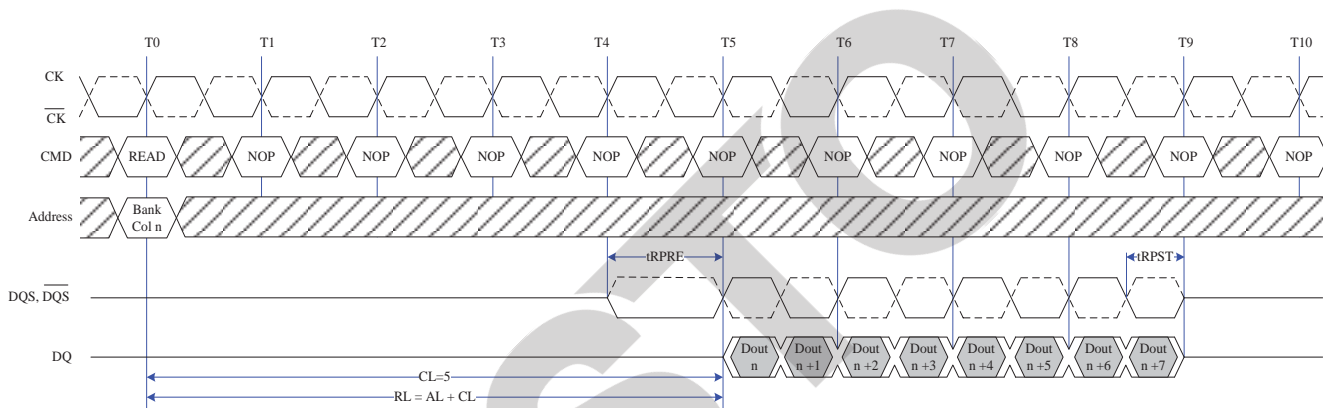 T0 T1 T2 T3 T4 T5 T6 T7 T8 T9 T10
CK
CK
CMD READ NOP NOP NOP NOP NOP NOP NOP NOP NOP NOP
Address Bank
Col n
tRPRE tRPST
DQS, DQS
DQ Dout Dout Dout Dout Dout Dout Dout Dout
n n +1 n +2 n +3 n +4 n +5 n +6 n +7
CL=5
RL = AL + CL